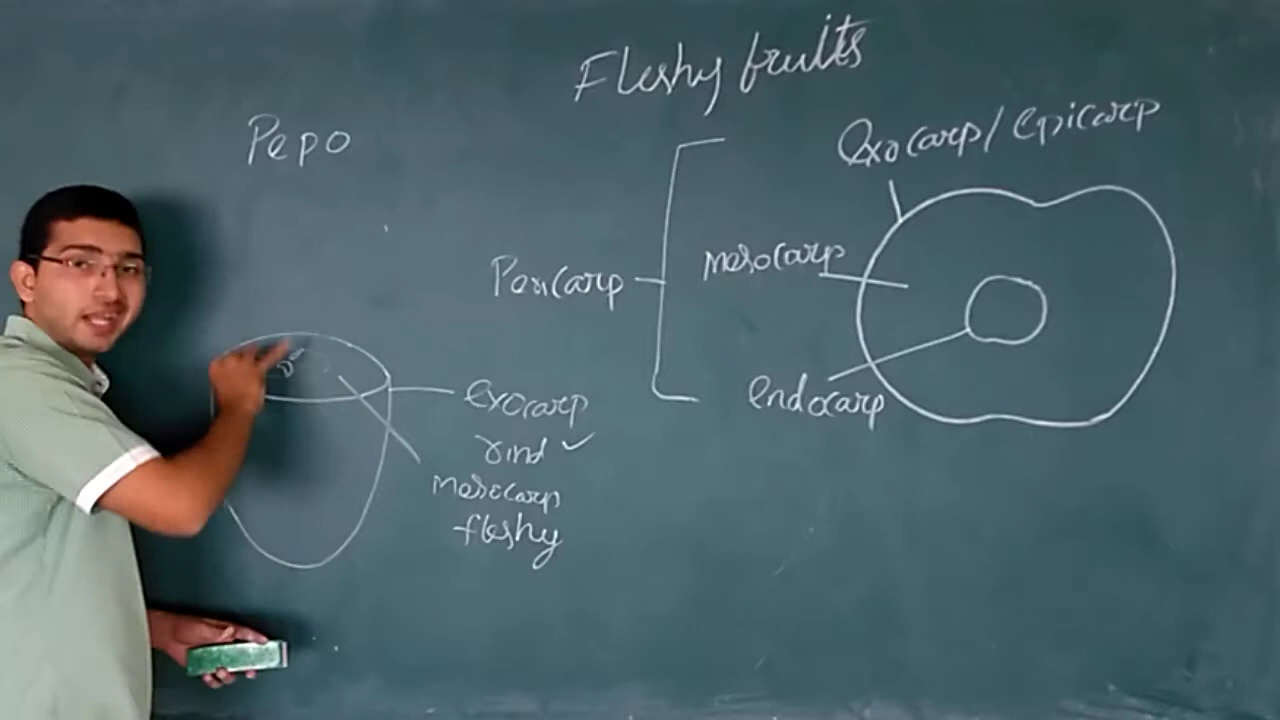 Fleshy fruits
Pepo
Exocarp/epicarp
Pericarp
mesocarp
endocarp
exocarp
rind ✓
mesocarp
fleshy